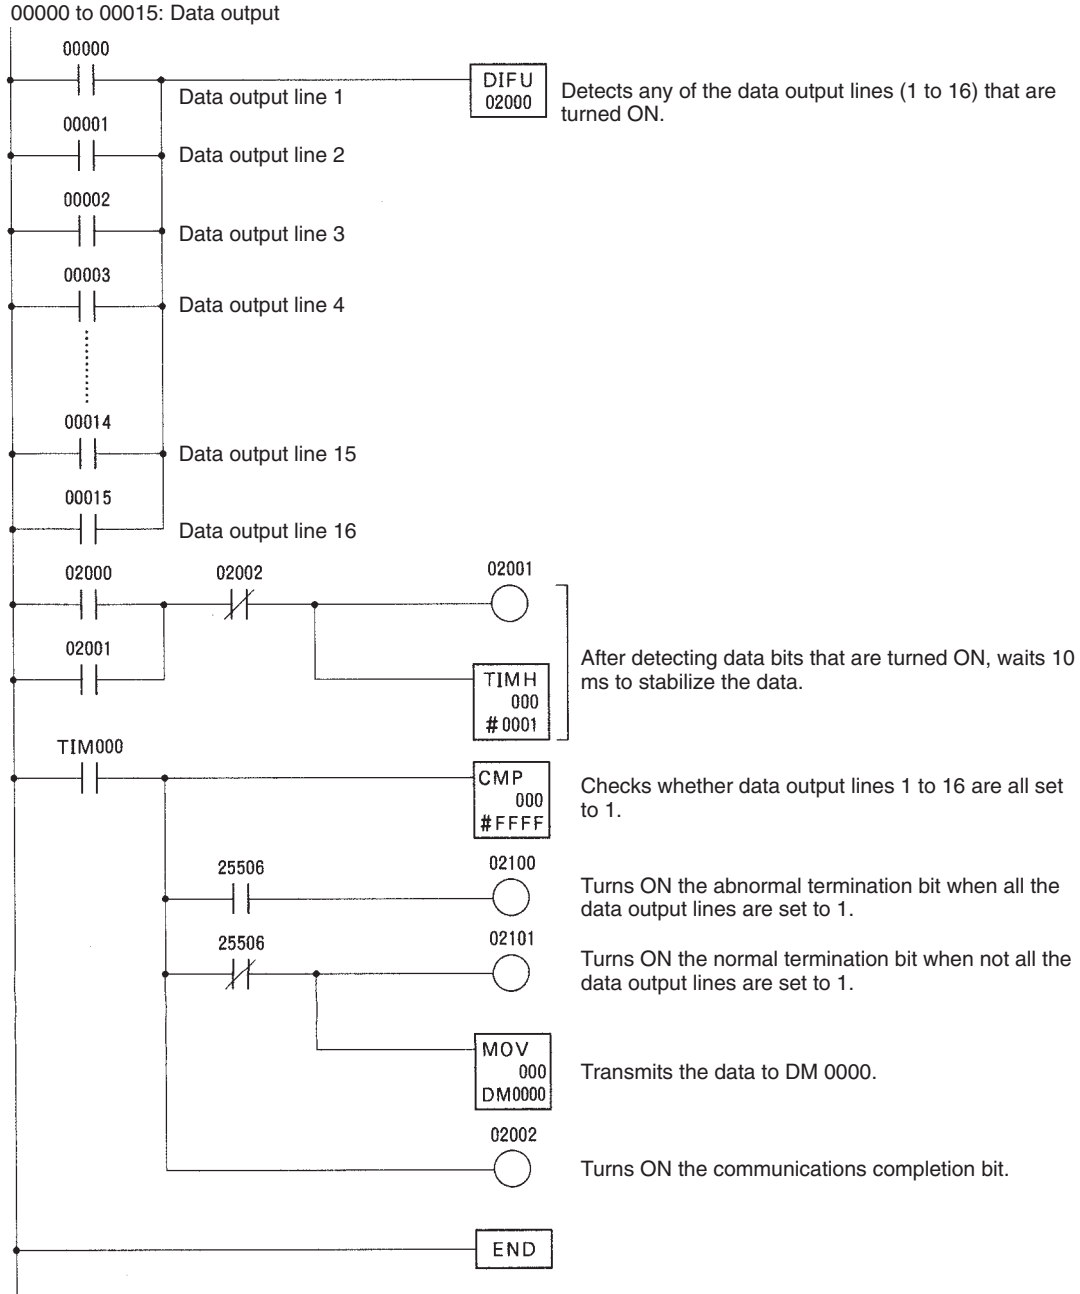 00000 to 00015: Data output
00000
DIFU
02000
Data output line 1
Detects any of the data output lines (1 to 16) that are
turned ON.
00001
Data output line 2
00002
Data output line 3
00003
Data output line 4
00014
Data output line 15
00015
Data output line 16
02000
02002
02001
02001
TIMH
000
#0001
After detecting data bits that are turned ON, waits 10
ms to stabilize the data.
TIM000
CMP
000
#FFFF
Checks whether data output lines 1 to 16 are all set
to 1.
25506
02100
Turns ON the abnormal termination bit when all the
data output lines are set to 1.
25506
02101
Turns ON the normal termination bit when not all the
data output lines are set to 1.
MOV
000
DM0000
Transmits the data to DM 0000.
02002
Turns ON the communications completion bit.
END